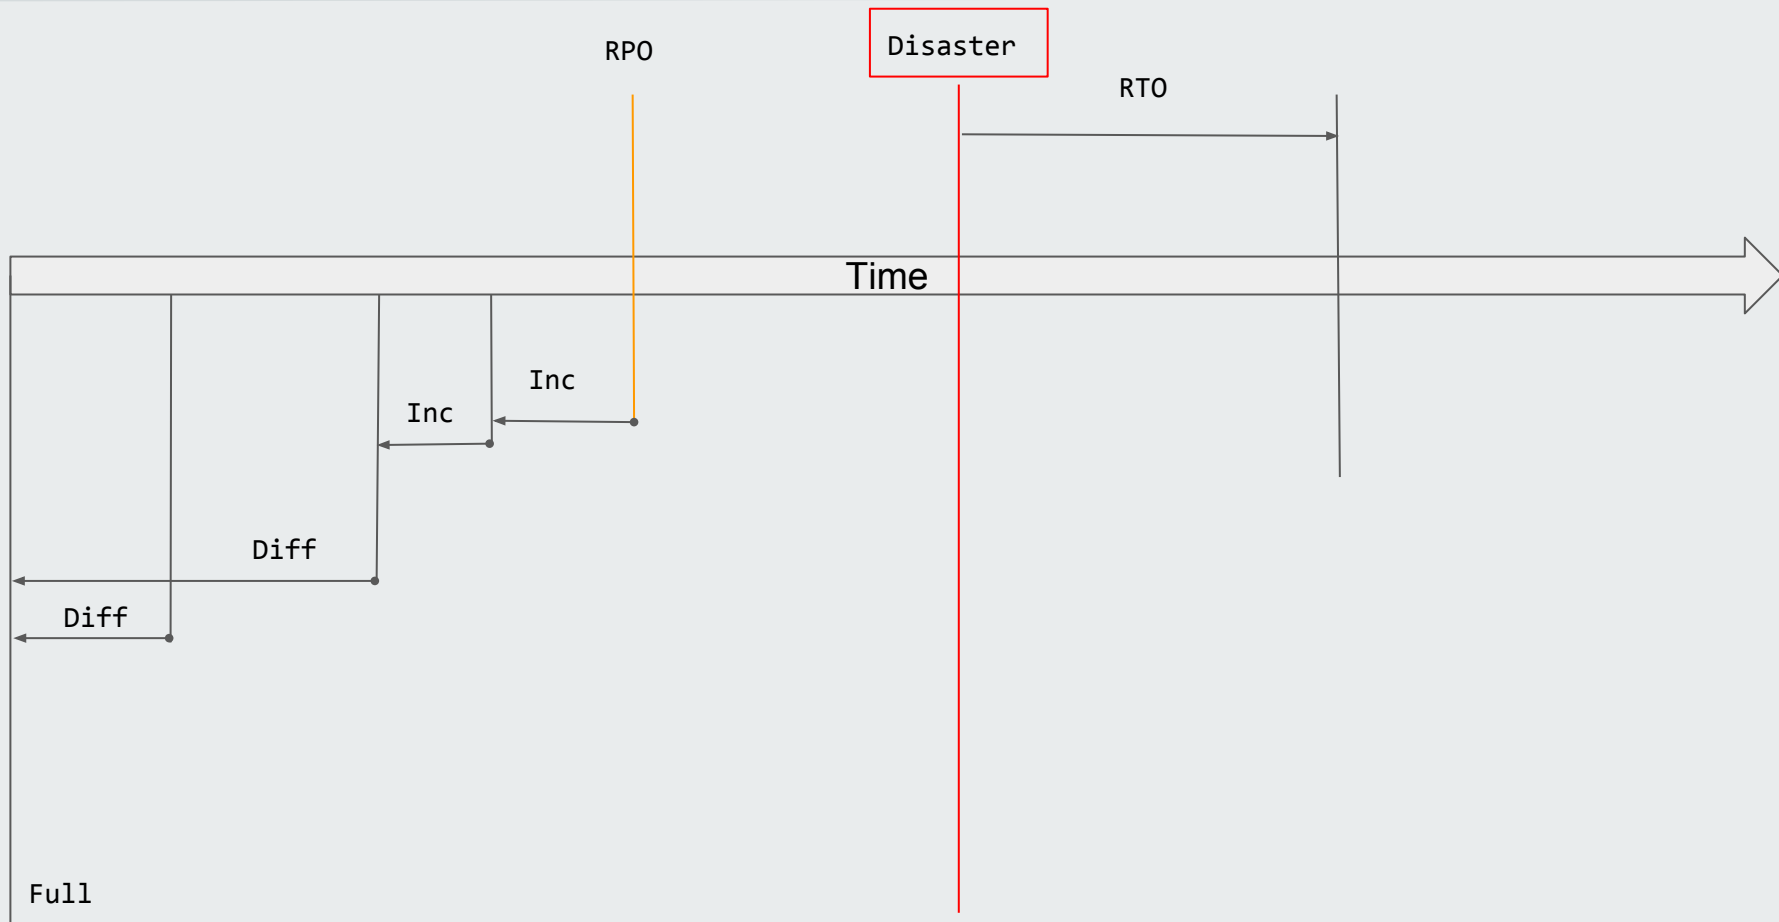 RPO
Disaster
RTO
Time
Inc
Inc
Diff
Diff
Full